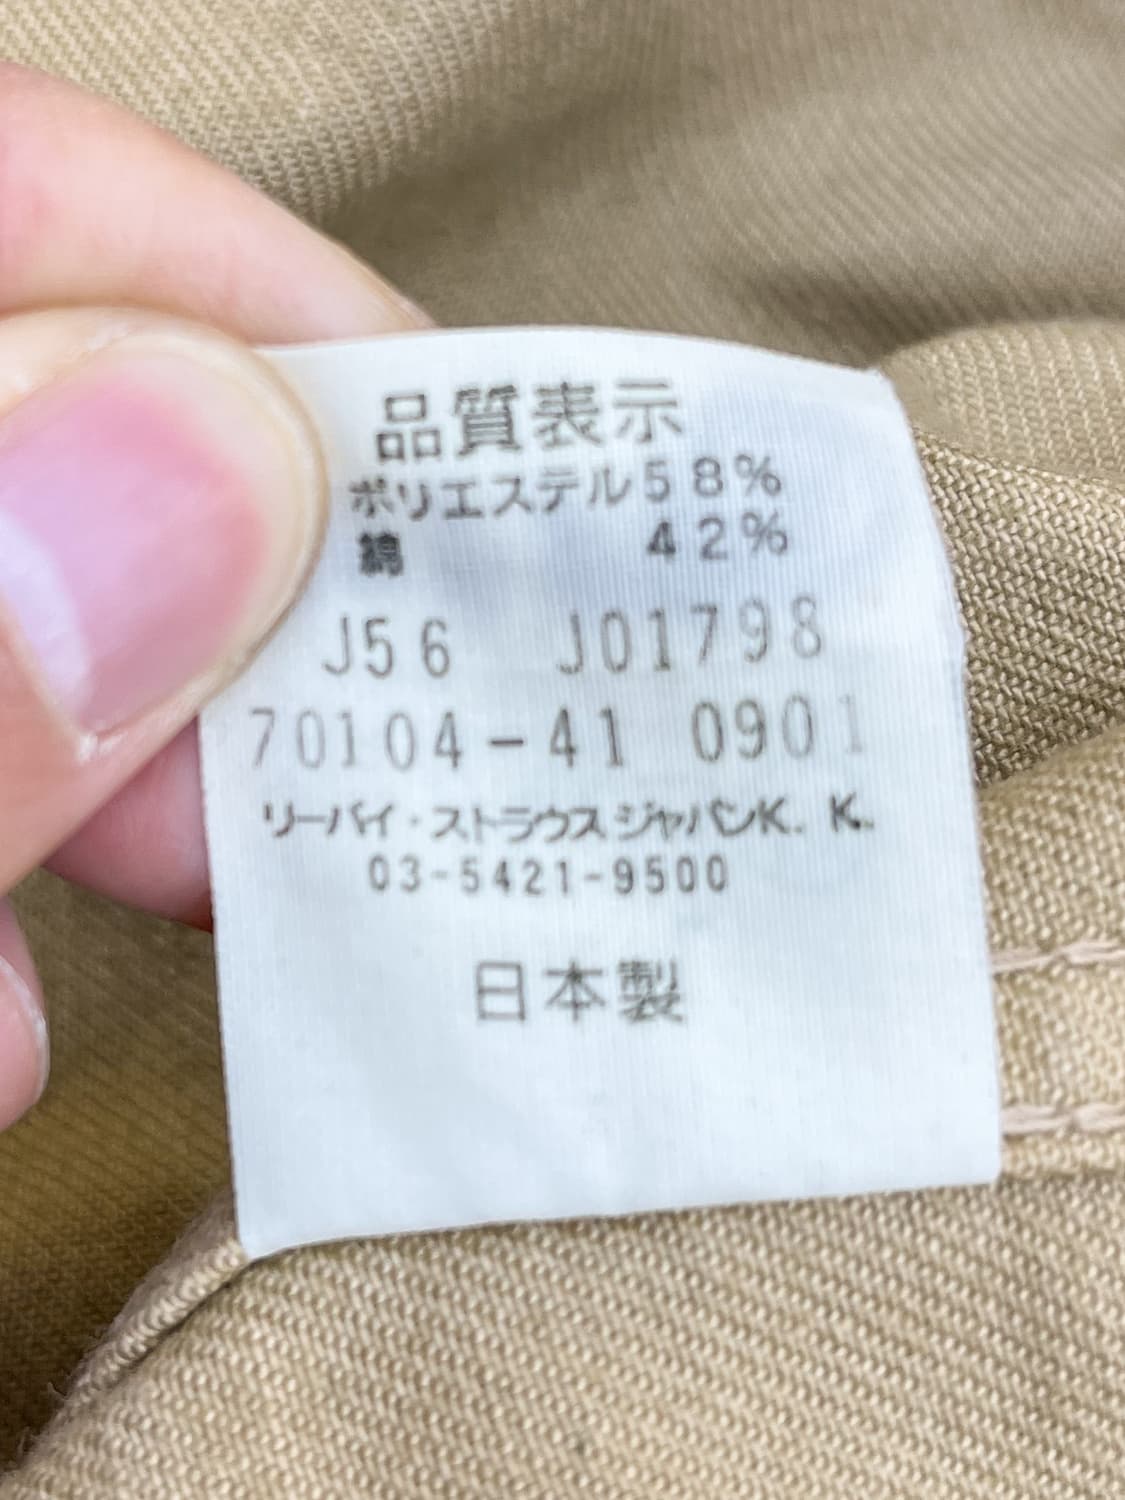 品質表示
ポリエステル58%
綿 42%
J56 J01798
70104-41 0901
リーバイ・ストラウスジャパンK. K.
03-5421-9500
日本製